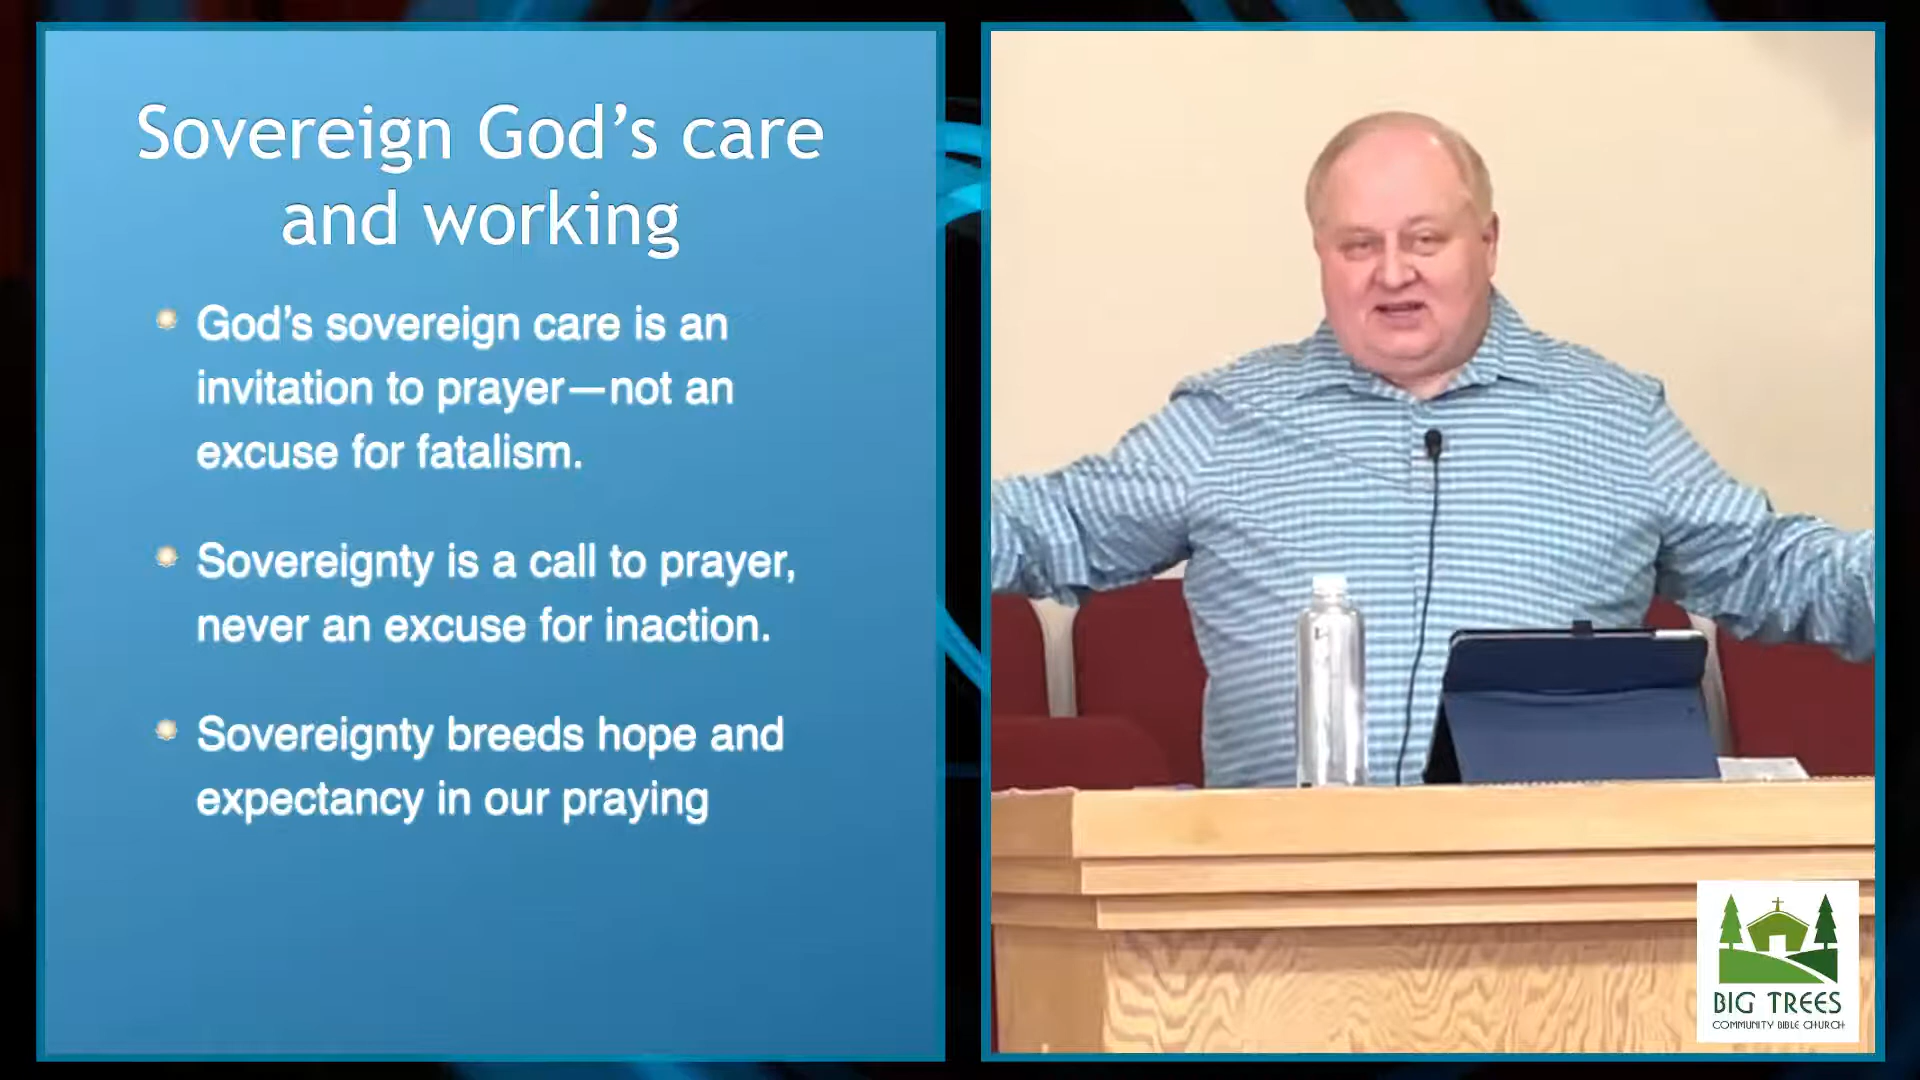 Sovereign God’s care
and working
God’s sovereign care is an
invitation to prayer—not an
excuse for fatalism.
Sovereignty is a call to prayer,
never an excuse for inaction.
Sovereignty breeds hope and
expectancy in our praying
BIG TREES
COMMUNITY BIBLE CHURCH